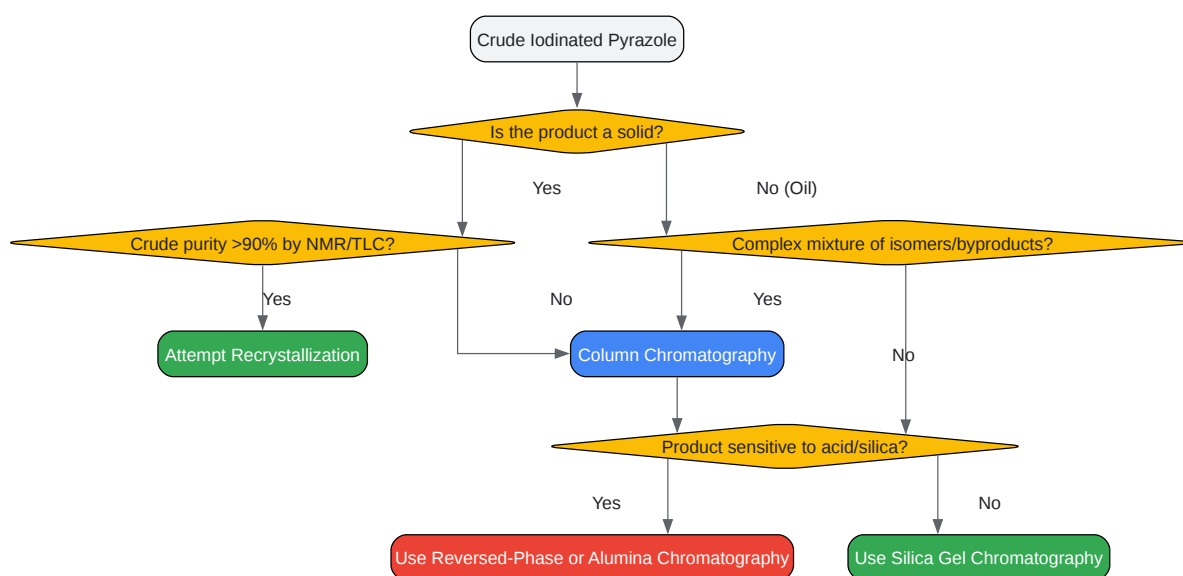 Crude Iodinated Pyrazole
Is the product a solid?
Yes
No (Oil)
Crude purity >90% by NMR/TLC?
Complex mixture of isomers/byproducts?
Yes
No
Yes
Attempt Recrystallization
Column Chromatography
No
Product sensitive to acid/silica?
Yes
No
Use Reversed-Phase or Alumina Chromatography
Use Silica Gel Chromatography